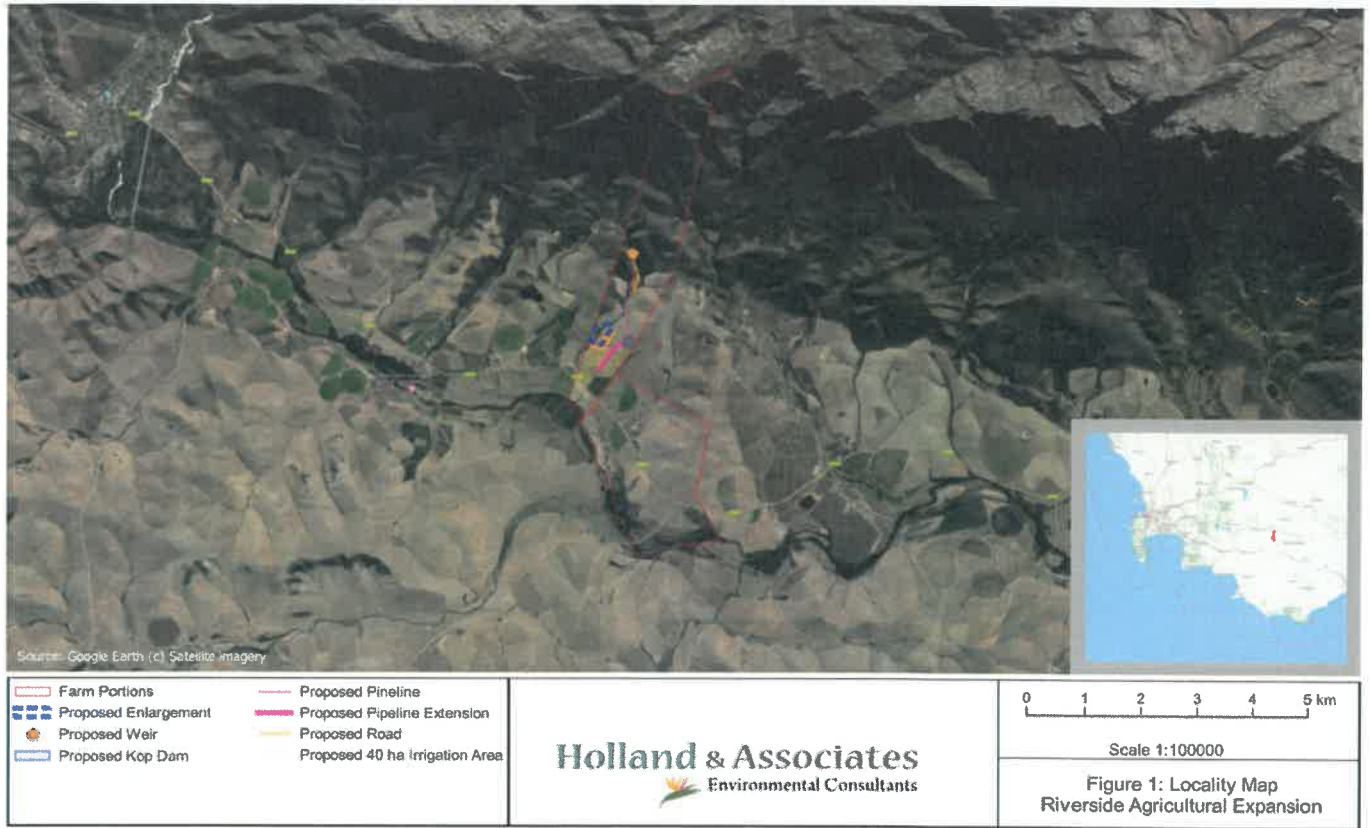 Source: Google Earth (c) Satellite imagery
Farm Portions
Proposed Enlargement
Proposed Weir
Proposed Kop Dam
Proposed Pineline
Proposed Pipeline Extension
Proposed Road
Proposed 40 ha Irrigation Area
Holland & Associates
Environmental Consultants
0 1 2 3 4 5 km
Scale 1:100000
Figure 1: Locality Map
Riverside Agricultural Expansion